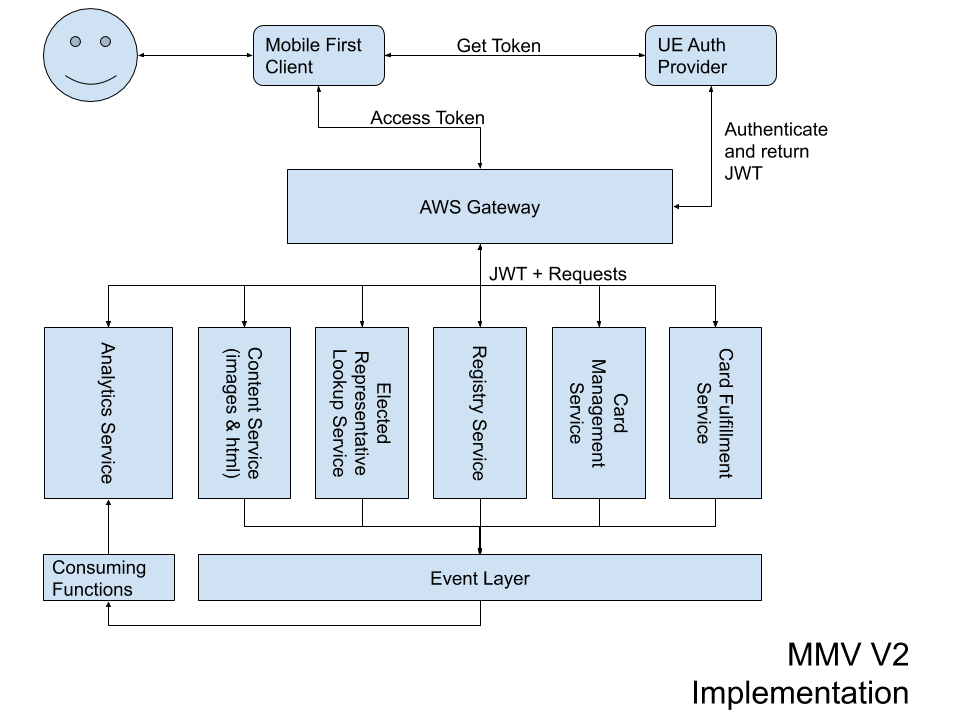 Mobile First
Client
Get Token
UE Auth
Provider
Access Token
Authenticate
and return
JWT
AWS Gateway
JWT + Requests
Analytics Service
Content Service
(images & html)
Elected
Representative
Lookup Service
Registry Service
Card
Management
Service
Card Fulfillment
Service
Consuming
Functions
Event Layer
MMV V2
Implementation